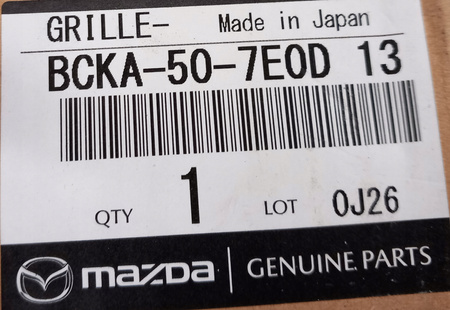 GRILLE- Made in Japan
BCKA-50-7E0D 13
QTY 1 LOT 0J26
mazda GENUINE PARTS